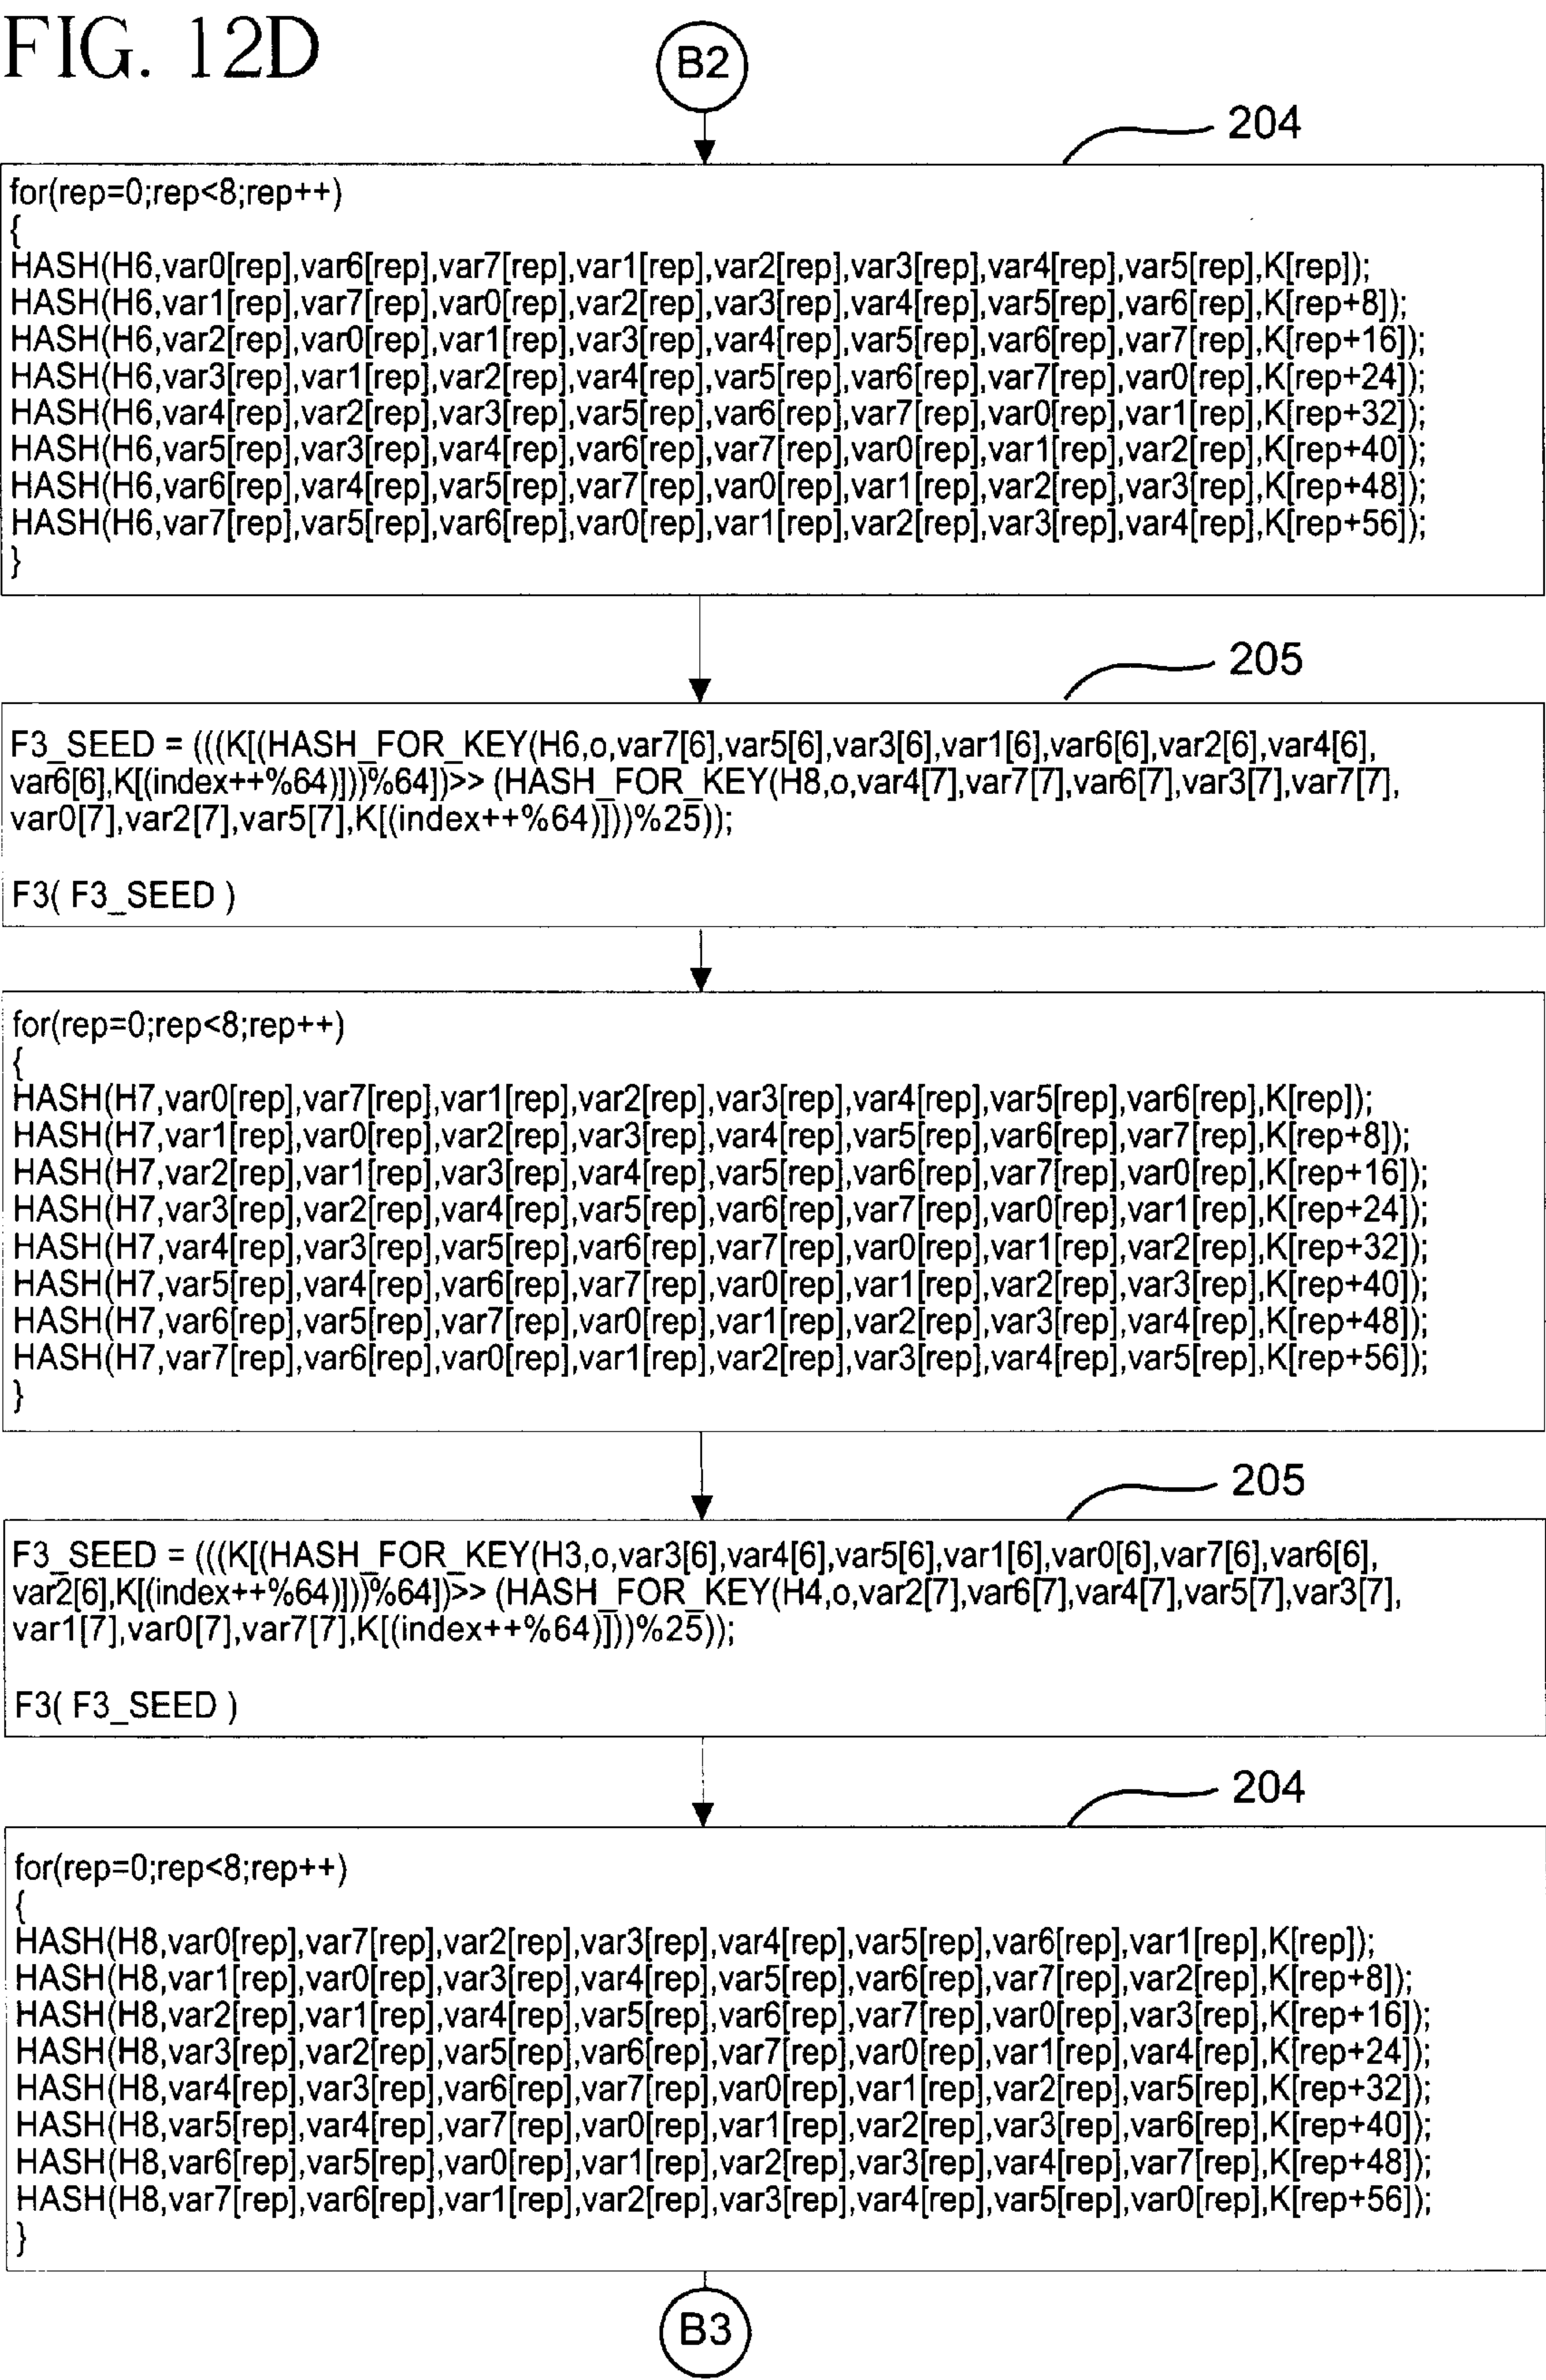 FIG. 12D
B2
204
for(rep=0;rep<8;rep++)
{
HASH(H6,var0[rep],var6[rep],var7[rep],var1[rep],var2[rep],var3[rep],var4[rep],var5[rep],K[rep]);
HASH(H6,var1[rep],var7[rep],var0[rep],var2[rep],var3[rep],var4[rep],var5[rep],var6[rep],K[rep+8]);
HASH(H6,var2[rep],var0[rep],var1[rep],var3[rep],var4[rep],var5[rep],var6[rep],var7[rep],K[rep+16]);
HASH(H6,var3[rep],var1[rep],var2[rep],var4[rep],var5[rep],var6[rep],var7[rep],var0[rep],K[rep+24]);
HASH(H6,var4[rep],var2[rep],var3[rep],var5[rep],var6[rep],var7[rep],var0[rep],var1[rep],K[rep+32]);
HASH(H6,var5[rep],var3[rep],var4[rep],var6[rep],var7[rep],var0[rep],var1[rep],var2[rep],K[rep+40]);
HASH(H6,var6[rep],var4[rep],var5[rep],var7[rep],var0[rep],var1[rep],var2[rep],var3[rep],K[rep+48]);
HASH(H6,var7[rep],var5[rep],var6[rep],var0[rep],var1[rep],var2[rep],var3[rep],var4[rep],K[rep+56]);
}
205
F3_SEED = (((K[(HASH_FOR_KEY(H6,o,var7[6],var5[6],var3[6],var1[6],var6[6],var2[6],var4[6],
var6[6],K[(index++%64)]))%64])>> (HASH_FOR_KEY(H8,o,var4[7],var7[7],var6[7],var3[7],var7[7],
var0[7],var2[7],var5[7],K[(index++%64)]))%25));
F3( F3_SEED )
for(rep=0;rep<8;rep++)
{
HASH(H7,var0[rep],var7[rep],var1[rep],var2[rep],var3[rep],var4[rep],var5[rep],var6[rep],K[rep]);
HASH(H7,var1[rep],var0[rep],var2[rep],var3[rep],var4[rep],var5[rep],var6[rep],var7[rep],K[rep+8]);
HASH(H7,var2[rep],var1[rep],var3[rep],var4[rep],var5[rep],var6[rep],var7[rep],var0[rep],K[rep+16]);
HASH(H7,var3[rep],var2[rep],var4[rep],var5[rep],var6[rep],var7[rep],var0[rep],var1[rep],K[rep+24]);
HASH(H7,var4[rep],var3[rep],var5[rep],var6[rep],var7[rep],var0[rep],var1[rep],var2[rep],K[rep+32]);
HASH(H7,var5[rep],var4[rep],var6[rep],var7[rep],var0[rep],var1[rep],var2[rep],var3[rep],K[rep+40]);
HASH(H7,var6[rep],var5[rep],var7[rep],var0[rep],var1[rep],var2[rep],var3[rep],var4[rep],K[rep+48]);
HASH(H7,var7[rep],var6[rep],var0[rep],var1[rep],var2[rep],var3[rep],var4[rep],var5[rep],K[rep+56]);
}
205
F3_SEED = (((K[(HASH_FOR_KEY(H3,o,var3[6],var4[6],var5[6],var1[6],var0[6],var7[6],var6[6],
var2[6],K[(index++%64)]))%64])>> (HASH_FOR_KEY(H4,o,var2[7],var6[7],var4[7],var5[7],var3[7],
var1[7],var0[7],var7[7],K[(index++%64)]))%25));
F3( F3_SEED )
204
for(rep=0;rep<8;rep++)
{
HASH(H8,var0[rep],var7[rep],var2[rep],var3[rep],var4[rep],var5[rep],var6[rep],var1[rep],K[rep]);
HASH(H8,var1[rep],var0[rep],var3[rep],var4[rep],var5[rep],var6[rep],var7[rep],var2[rep],K[rep+8]);
HASH(H8,var2[rep],var1[rep],var4[rep],var5[rep],var6[rep],var7[rep],var0[rep],var3[rep],K[rep+16]);
HASH(H8,var3[rep],var2[rep],var5[rep],var6[rep],var7[rep],var0[rep],var1[rep],var4[rep],K[rep+24]);
HASH(H8,var4[rep],var3[rep],var6[rep],var7[rep],var0[rep],var1[rep],var2[rep],var5[rep],K[rep+32]);
HASH(H8,var5[rep],var4[rep],var7[rep],var0[rep],var1[rep],var2[rep],var3[rep],var6[rep],K[rep+40]);
HASH(H8,var6[rep],var5[rep],var0[rep],var1[rep],var2[rep],var3[rep],var4[rep],var7[rep],K[rep+48]);
HASH(H8,var7[rep],var6[rep],var1[rep],var2[rep],var3[rep],var4[rep],var5[rep],var0[rep],K[rep+56]);
}
B3